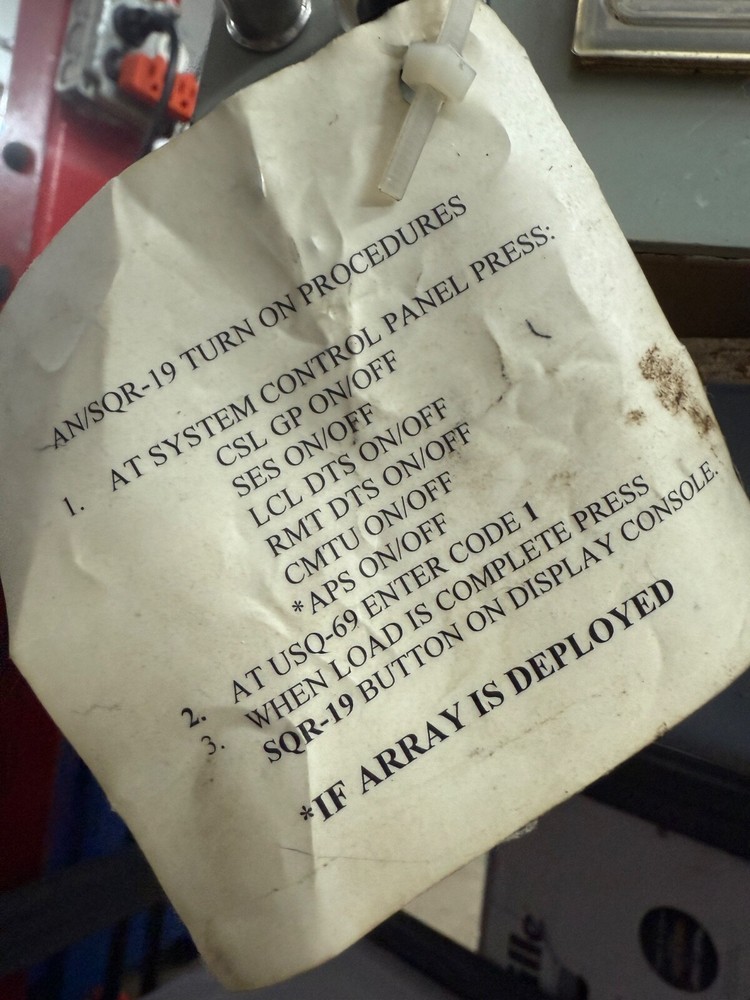 AN/SQR-19 TURN ON PROCEDURES
1. AT SYSTEM CONTROL PANEL PRESS:
CSL GP ON/OFF
SES ON/OFF
LCL DTS ON/OFF
RMT DTS ON/OFF
CMTU ON/OFF
*APS ON/OFF
2. AT USQ-69 ENTER CODE 1
3. WHEN LOAD IS COMPLETE PRESS
SQR-19 BUTTON ON DISPLAY CONSOLE.
*IF ARRAY IS DEPLOYED
ille